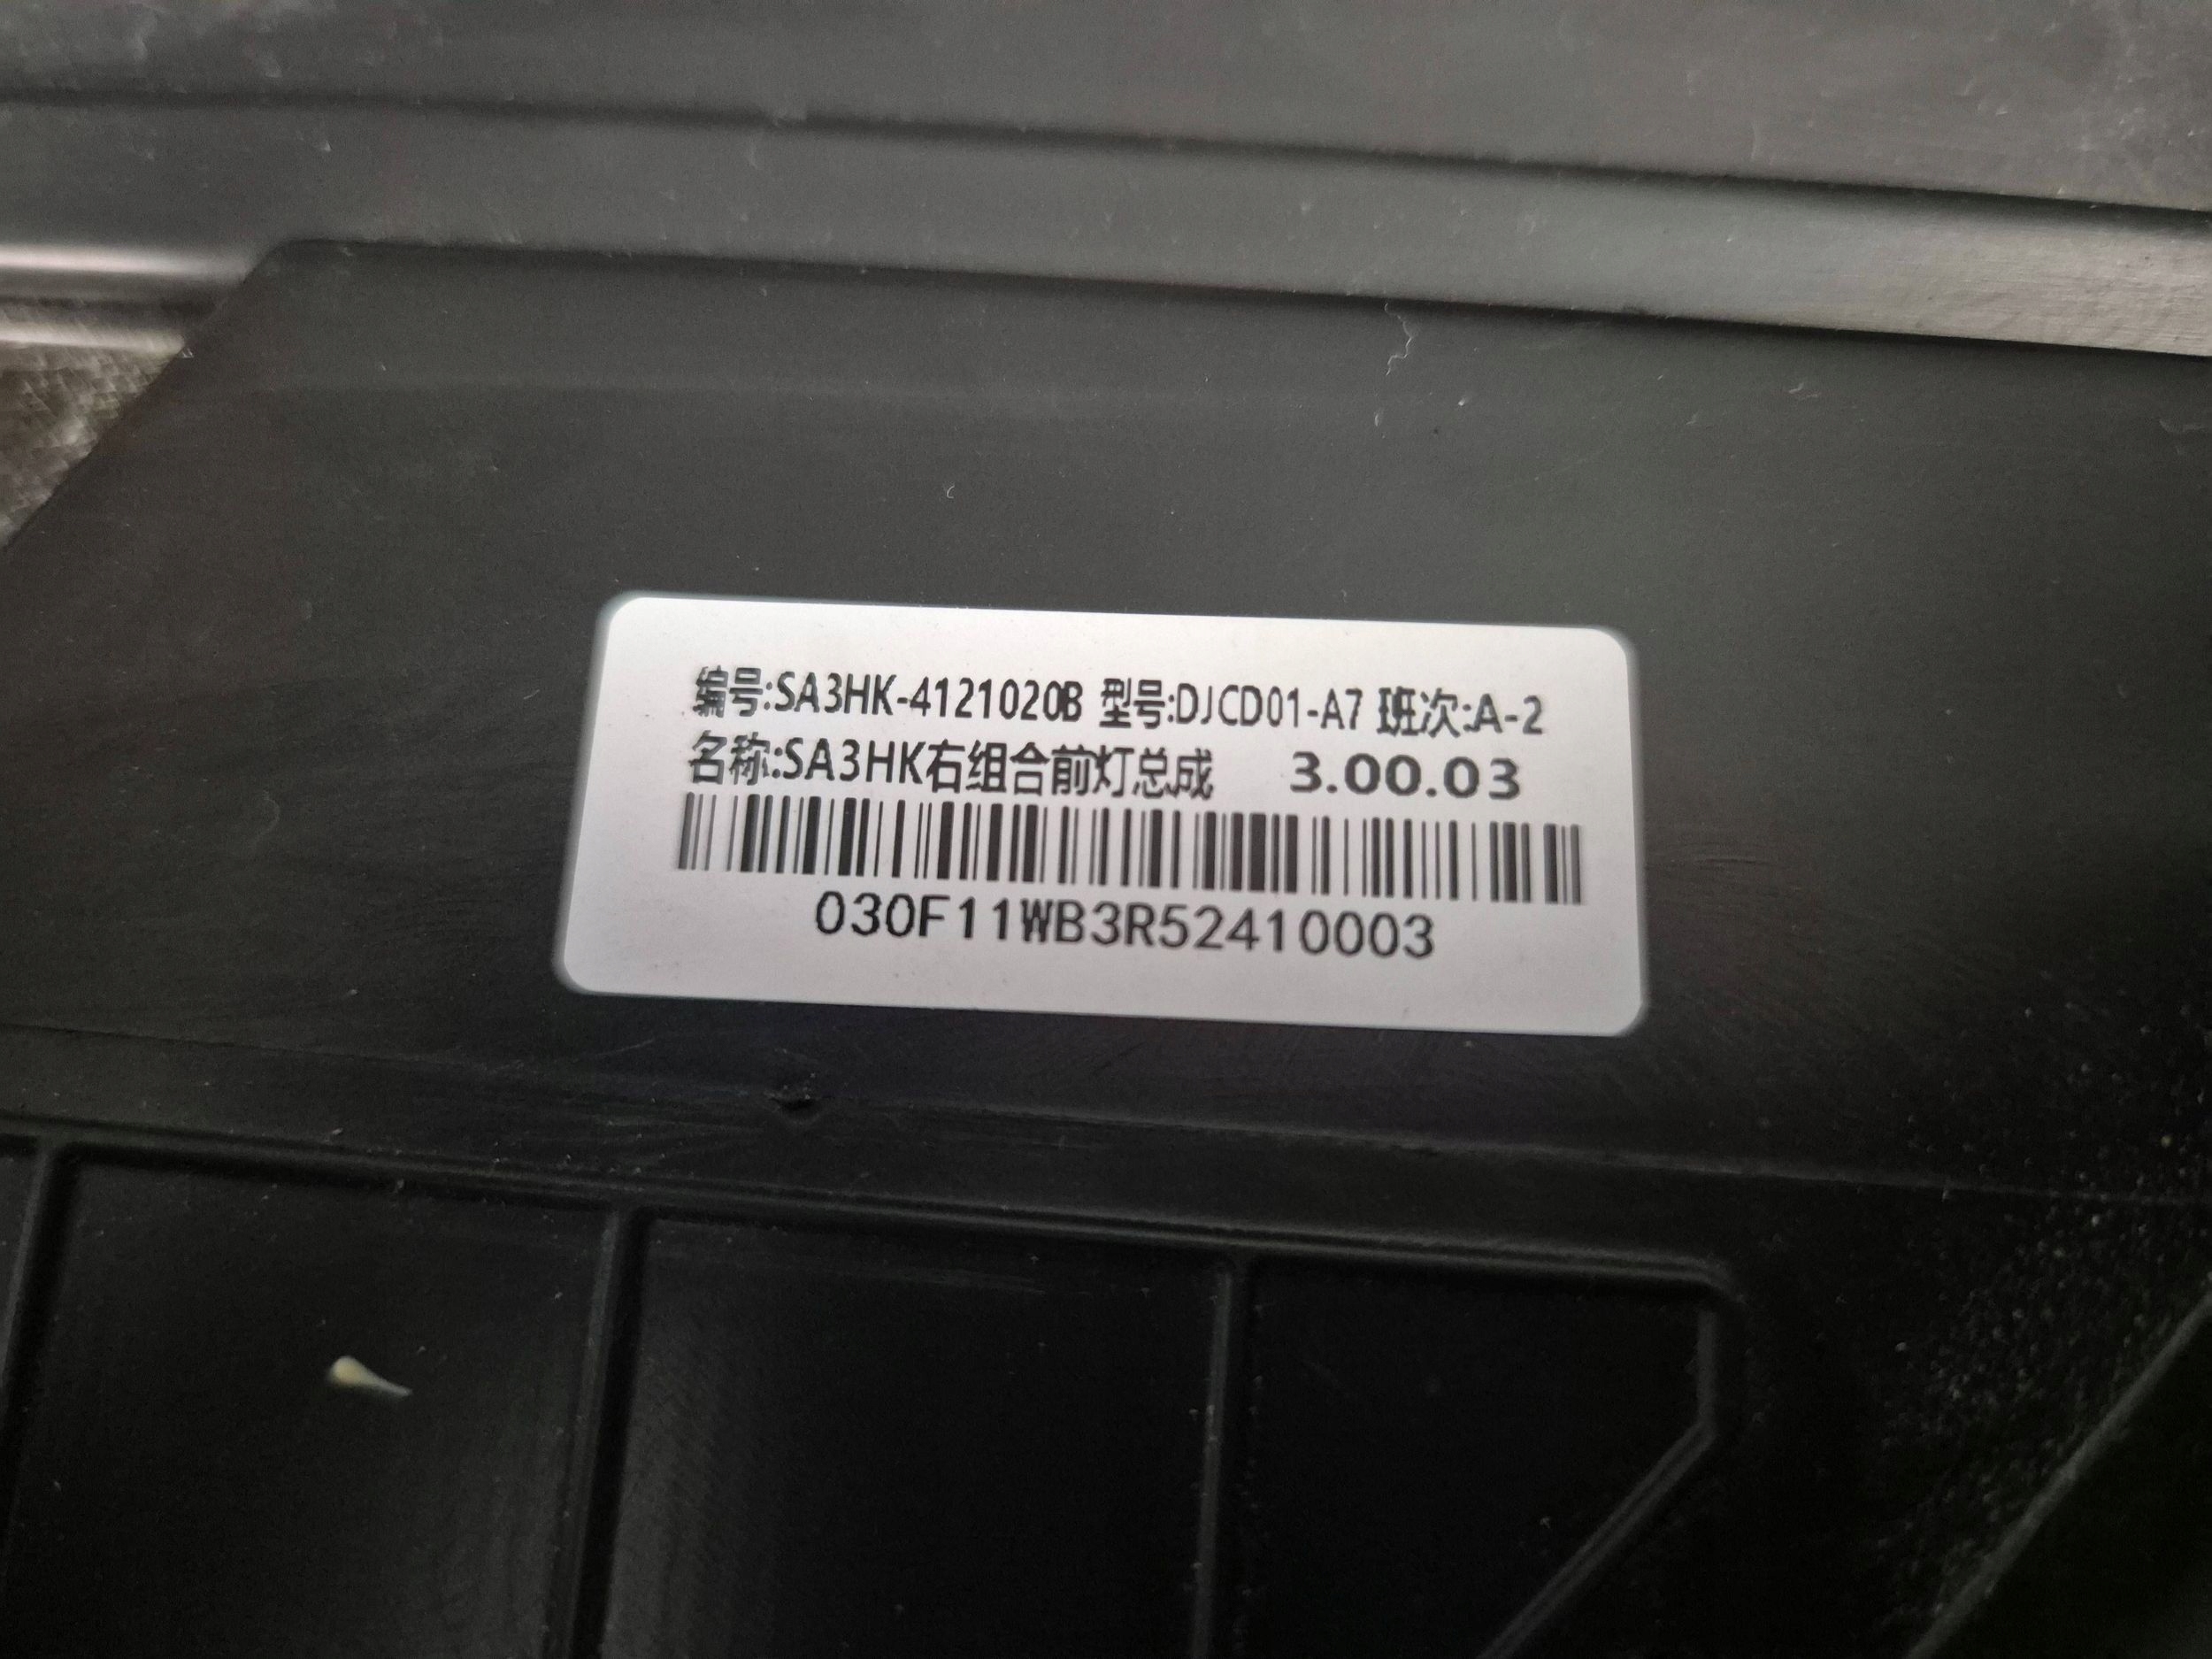 编号:SA3HK-4121020B 型号:DJCD01-A7 班次:A-2
名称:SA3HK右组合前灯总成 3.00.03
030F11WB3R52410003